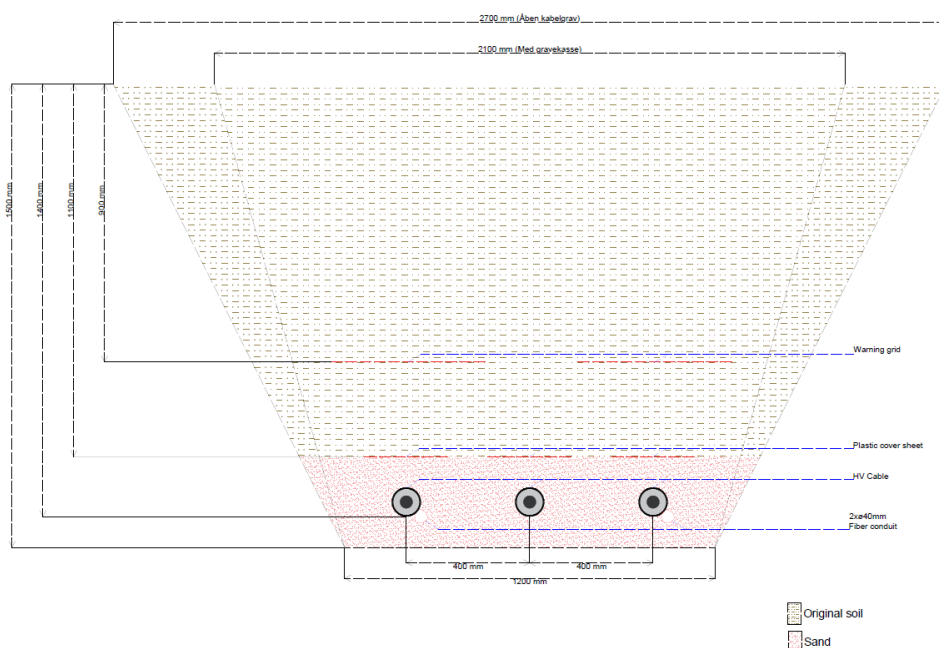 2700 mm (Åben kabelgrav)
2100 mm (Med gravekasse)
1500 mm
1400 mm
1100 mm
900 mm
Warning grid
Plastic cover sheet
HV Cable
2xø40mm
Fiber conduit
400 mm
400 mm
1200 mm
Original soil
Sand